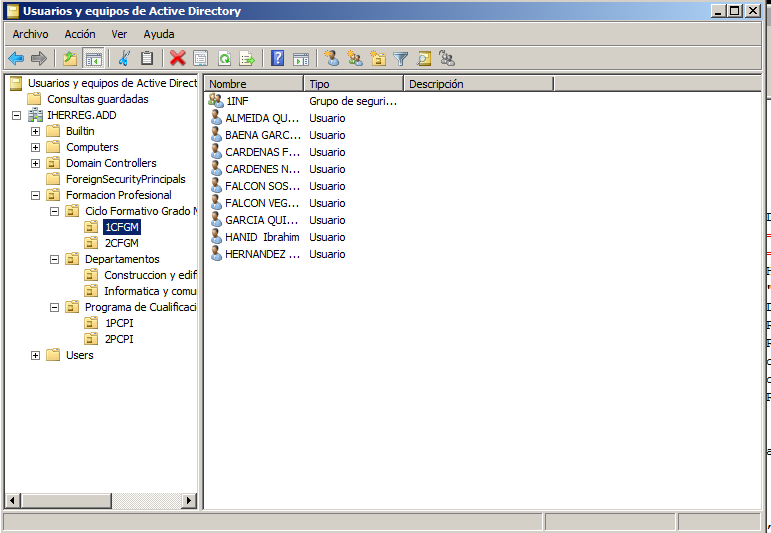 Usuarios y equipos de Active Directory
Archivo Acción Ver Ayuda
Usuarios y equipos de Active Direct
Consultas guardadas
IHERREG.ADD
Builtin
Computers
Domain Controllers
ForeignSecurityPrincipals
Formacion Profesional
Ciclo Formativo Grado M
1CFGM
2CFGM
Departamentos
Construccion y edif
Informatica y comu
Programa de Cualificaci
1PCPI
2PCPI
Users
Nombre Tipo Descripción
1INF Grupo de seguri...
ALMEIDA QU... Usuario
BAENA GARC... Usuario
CARDENAS F... Usuario
CARDENES N... Usuario
FALCON SOS... Usuario
FALCON VEG... Usuario
GARCIA QUI... Usuario
HANID Ibrahim Usuario
HERNANDEZ ... Usuario